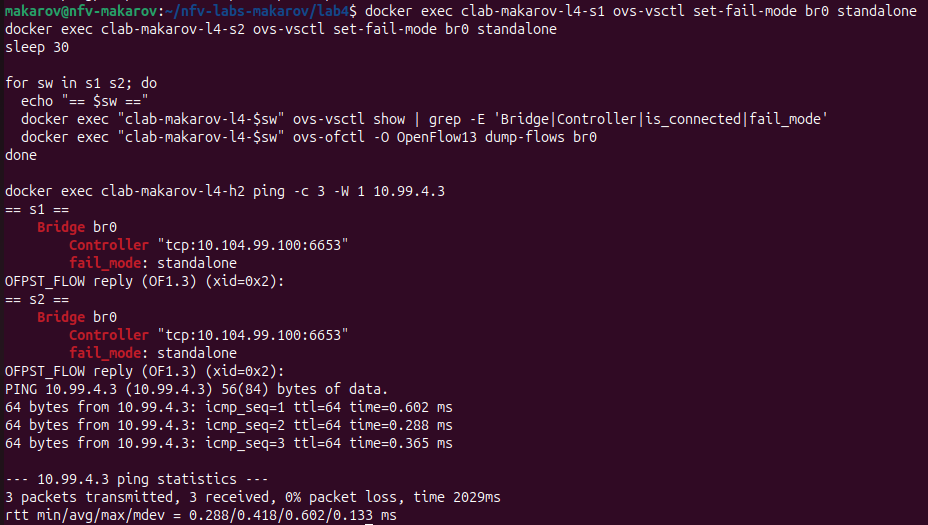 makarov@nfv-makarov:~/nfv-labs-makarov/lab4$ docker exec clab-makarov-l4-s1 ovs-vsctl set-fail-mode br0 standalone
docker exec clab-makarov-l4-s2 ovs-vsctl set-fail-mode br0 standalone
sleep 30

for sw in s1 s2; do
  echo "== $sw =="
  docker exec "clab-makarov-l4-$sw" ovs-vsctl show | grep -E 'Bridge|Controller|is_connected|fail_mode'
  docker exec "clab-makarov-l4-$sw" ovs-ofctl -O OpenFlow13 dump-flows br0
done

docker exec clab-makarov-l4-h2 ping -c 3 -W 1 10.99.4.3
== s1 ==
    Bridge br0
        Controller "tcp:10.104.99.100:6653"
        fail_mode: standalone
OFPST_FLOW reply (OF1.3) (xid=0x2):
== s2 ==
    Bridge br0
        Controller "tcp:10.104.99.100:6653"
        fail_mode: standalone
OFPST_FLOW reply (OF1.3) (xid=0x2):
PING 10.99.4.3 (10.99.4.3) 56(84) bytes of data.
64 bytes from 10.99.4.3: icmp_seq=1 ttl=64 time=0.602 ms
64 bytes from 10.99.4.3: icmp_seq=2 ttl=64 time=0.288 ms
64 bytes from 10.99.4.3: icmp_seq=3 ttl=64 time=0.365 ms

--- 10.99.4.3 ping statistics ---
3 packets transmitted, 3 received, 0% packet loss, time 2029ms
rtt min/avg/max/mdev = 0.288/0.418/0.602/0.133 ms